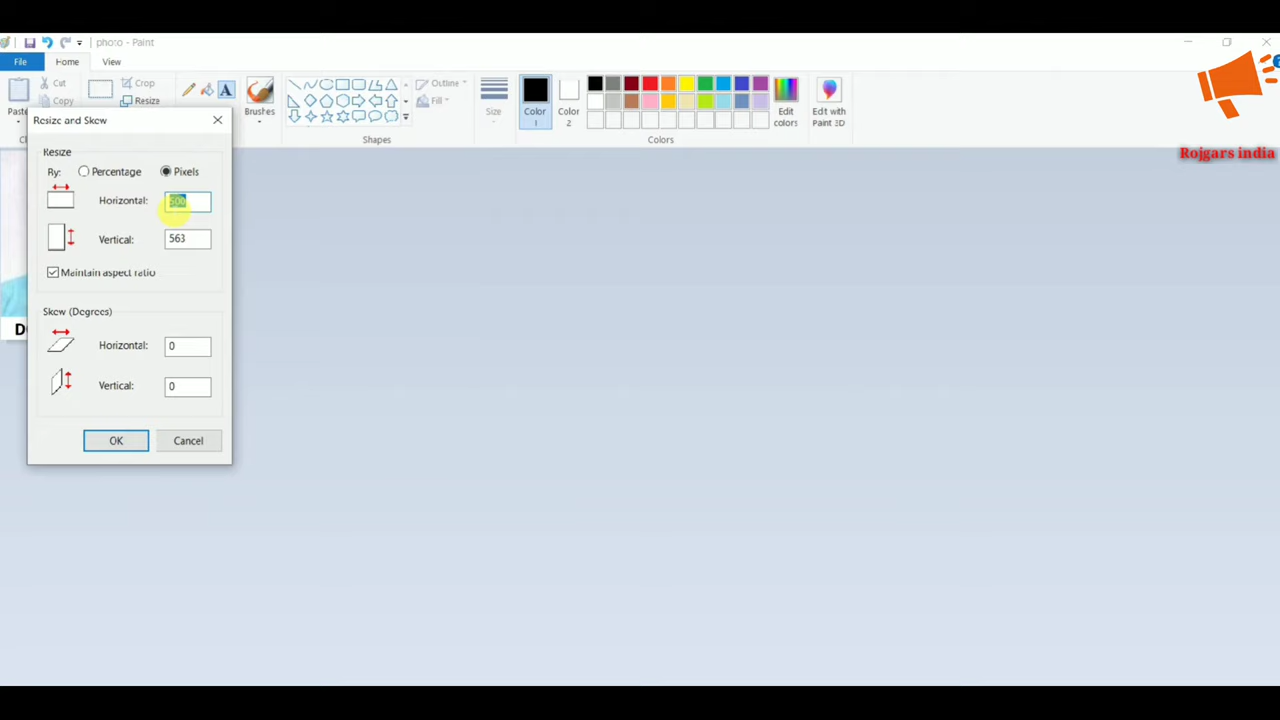 photo - Paint
File Home View
Cut
Crop
Outline
Paste
Copy
Resize
Brushes
Fill
Size
Color 1
Color 2
Edit colors
Edit with Paint 3D
Shapes
Colors
Rojgars india
Resize and Skew
Resize
By: Percentage Pixels
Horizontal: 500
Vertical: 563
Maintain aspect ratio
Skew (Degrees)
Horizontal: 0
Vertical: 0
OK Cancel